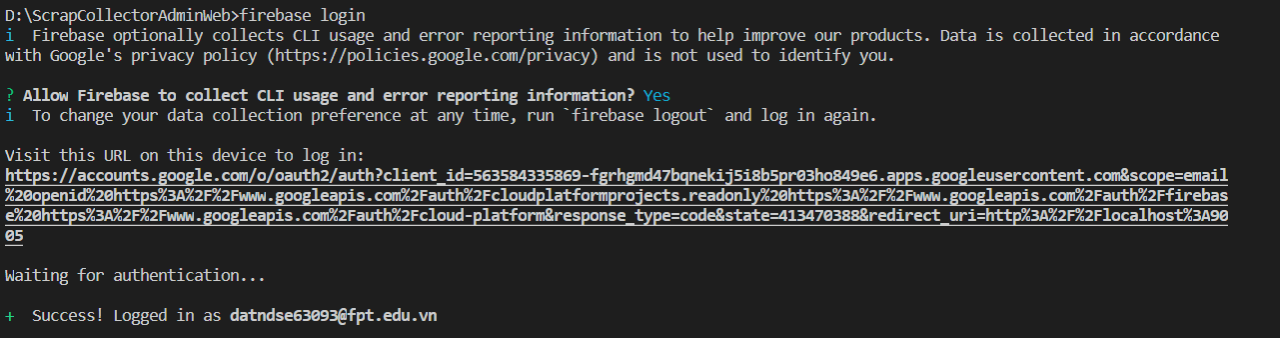 D:\ScrapCollectorAdminWeb>firebase login
i  Firebase optionally collects CLI usage and error reporting information to help improve our products. Data is collected in accordance
with Google's privacy policy (https://policies.google.com/privacy) and is not used to identify you.
? Allow Firebase to collect CLI usage and error reporting information? Yes
i  To change your data collection preference at any time, run `firebase logout` and log in again.
Visit this URL on this device to log in:
https://accounts.google.com/o/oauth2/auth?client_id=563584335869-fgrhgmd47bqnekij5i8b5pr03ho849e6.apps.googleusercontent.com&scope=email
%20openid%20https%3A%2F%2Fwww.googleapis.com%2Fauth%2Fcloudplatformprojects.readonly%20https%3A%2F%2Fwww.googleapis.com%2Fauth%2Ffirebas
e%20https%3A%2F%2Fwww.googleapis.com%2Fauth%2Fcloud-platform&response_type=code&state=413470388&redirect_uri=http%3A%2F%2Flocalhost%3A90
05
Waiting for authentication...
+  Success! Logged in as datndse63093@fpt.edu.vn